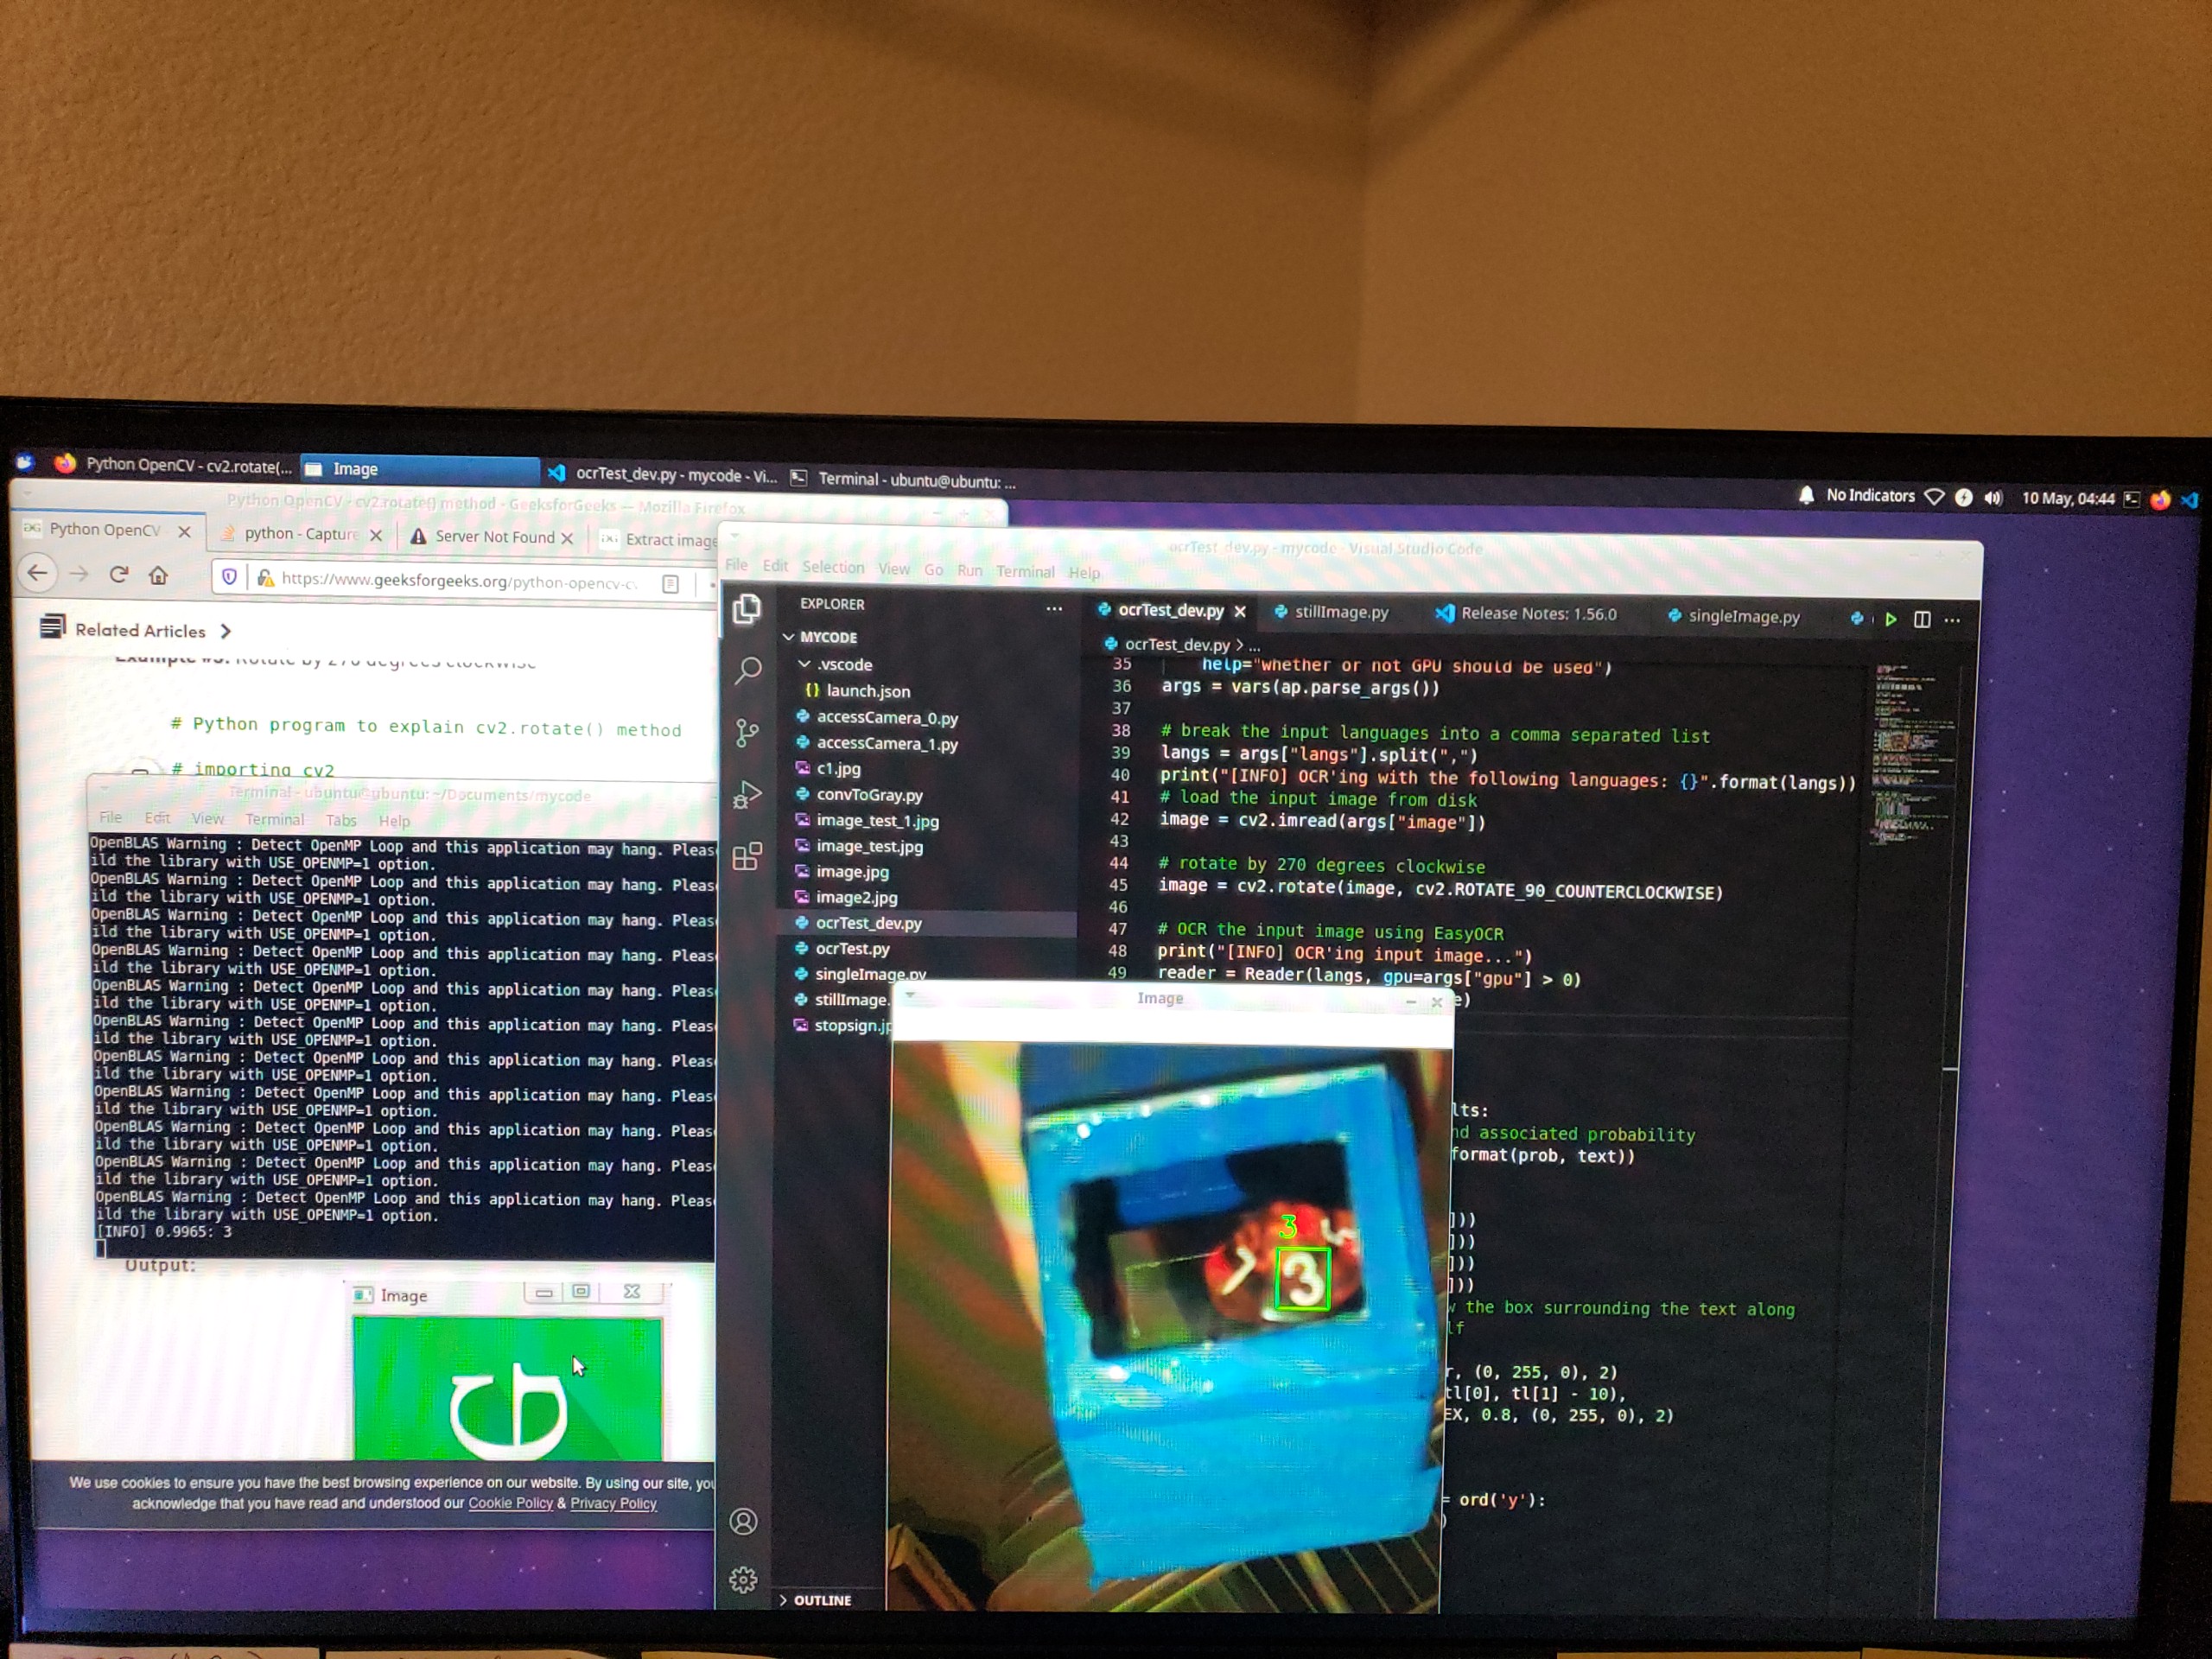 Python OpenCV - cv2.rotate(...
Image
ocrTest_dev.py - mycode - Vi...
Terminal - ubuntu@ubuntu: ...
No Indicators
10 May, 04:44
Python OpenCV - cv2.rotate() method - GeeksforGeeks — Mozilla Firefox
Python OpenCV
python - Capture
Server Not Found
Extract image
https://www.geeksforgeeks.org/python-opencv-c
Related Articles
Example #3: Rotate by 270 degrees clockwise
# Python program to explain cv2.rotate() method
# importing cv2
Terminal - ubuntu@ubuntu: ~/Documents/mycode
File Edit View Terminal Tabs Help
OpenBLAS Warning : Detect OpenMP Loop and this application may hang. Pleas
ild the library with USE_OPENMP=1 option.
OpenBLAS Warning : Detect OpenMP Loop and this application may hang. Pleas
ild the library with USE_OPENMP=1 option.
OpenBLAS Warning : Detect OpenMP Loop and this application may hang. Pleas
ild the library with USE_OPENMP=1 option.
OpenBLAS Warning : Detect OpenMP Loop and this application may hang. Pleas
ild the library with USE_OPENMP=1 option.
OpenBLAS Warning : Detect OpenMP Loop and this application may hang. Pleas
ild the library with USE_OPENMP=1 option.
OpenBLAS Warning : Detect OpenMP Loop and this application may hang. Pleas
ild the library with USE_OPENMP=1 option.
OpenBLAS Warning : Detect OpenMP Loop and this application may hang. Pleas
ild the library with USE_OPENMP=1 option.
OpenBLAS Warning : Detect OpenMP Loop and this application may hang. Pleas
ild the library with USE_OPENMP=1 option.
OpenBLAS Warning : Detect OpenMP Loop and this application may hang. Pleas
ild the library with USE_OPENMP=1 option.
OpenBLAS Warning : Detect OpenMP Loop and this application may hang. Pleas
ild the library with USE_OPENMP=1 option.
OpenBLAS Warning : Detect OpenMP Loop and this application may hang. Pleas
ild the library with USE_OPENMP=1 option.
[INFO] 0.9965: 3
Output:
Image
We use cookies to ensure you have the best browsing experience on our website. By using our site, you
acknowledge that you have read and understood our Cookie Policy & Privacy Policy
ocrTest_dev.py - mycode - Visual Studio Code
File Edit Selection View Go Run Terminal Help
EXPLORER
MYCODE
.vscode
{} launch.json
accessCamera_0.py
accessCamera_1.py
c1.jpg
convToGray.py
image_test_1.jpg
image_test.jpg
image.jpg
image2.jpg
ocrTest_dev.py
ocrTest.py
singleImage.py
stillImage.
stopsign.jp
OUTLINE
ocrTest_dev.py
stillImage.py
Release Notes: 1.56.0
singleImage.py
ocrTest_dev.py > ...
35 help="whether or not GPU should be used")
36 args = vars(ap.parse_args())
37
38 # break the input languages into a comma separated list
39 langs = args["langs"].split(",")
40 print("[INFO] OCR'ing with the following languages: {}".format(langs))
41 # load the input image from disk
42 image = cv2.imread(args["image"])
43
44 # rotate by 270 degrees clockwise
45 image = cv2.rotate(image, cv2.ROTATE_90_COUNTERCLOCKWISE)
46
47 # OCR the input image using EasyOCR
48 print("[INFO] OCR'ing input image...")
49 reader = Reader(langs, gpu=args["gpu"] > 0)
e)
lts:
nd associated probability
format(prob, text))
]))
]))
]))
]))
w the box surrounding the text along
lf
r, (0, 255, 0), 2)
tl[0], tl[1] - 10),
EX, 0.8, (0, 255, 0), 2)
= ord('y'):
)
Image
3
3